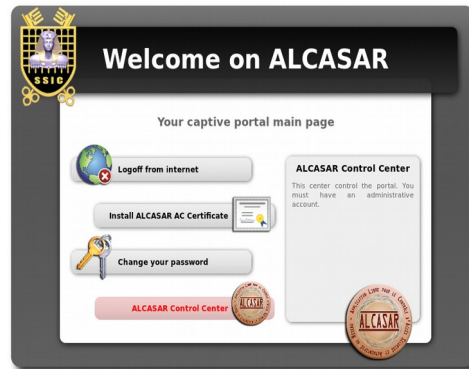 SSIC
Welcome on ALCASAR
Your captive portal main page
Logoff from internet
Install ALCASAR AC Certificate
Change your password
ALCASAR Control Center
ALCASAR
ALCASAR Control Center
This center control the portal. You
must have an administrative
account.
ALCASAR